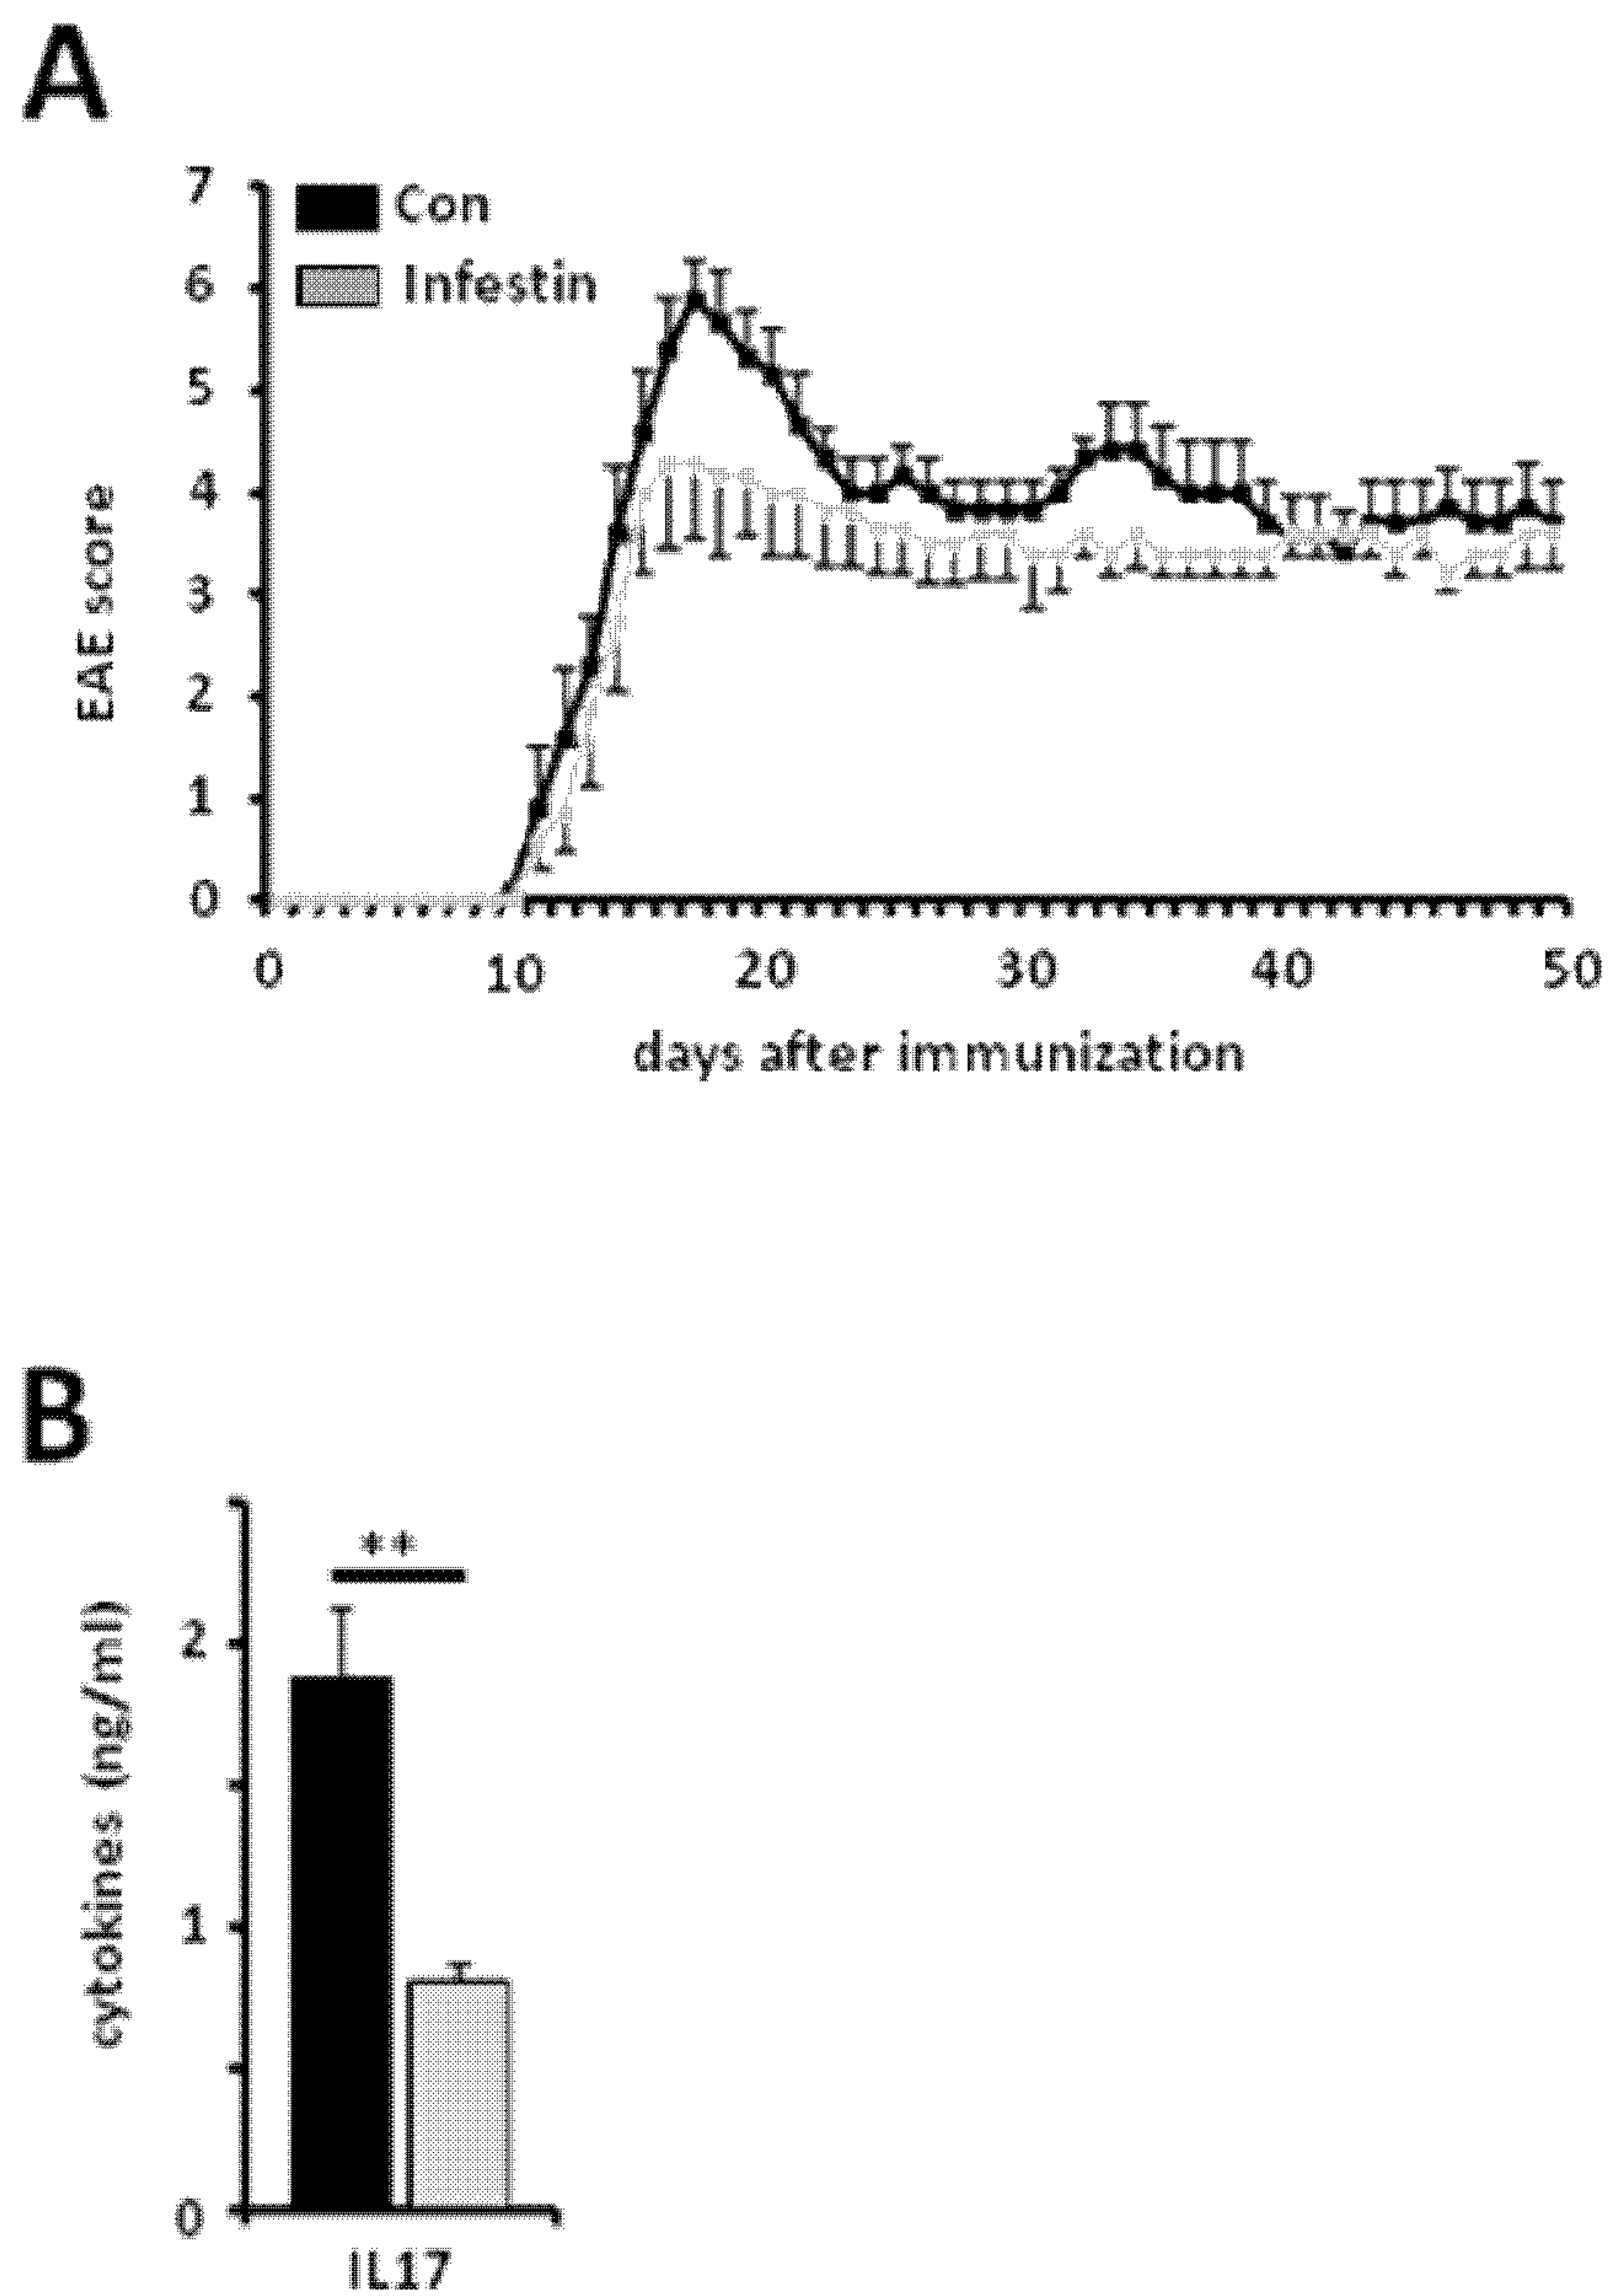 A
7
Con
6
Infestin
5
4
3
2
1
0
EAE score
0 10 20 30 40 50
days after immunization
B
**
2
1
0
cytokines (ng/ml)
IL17